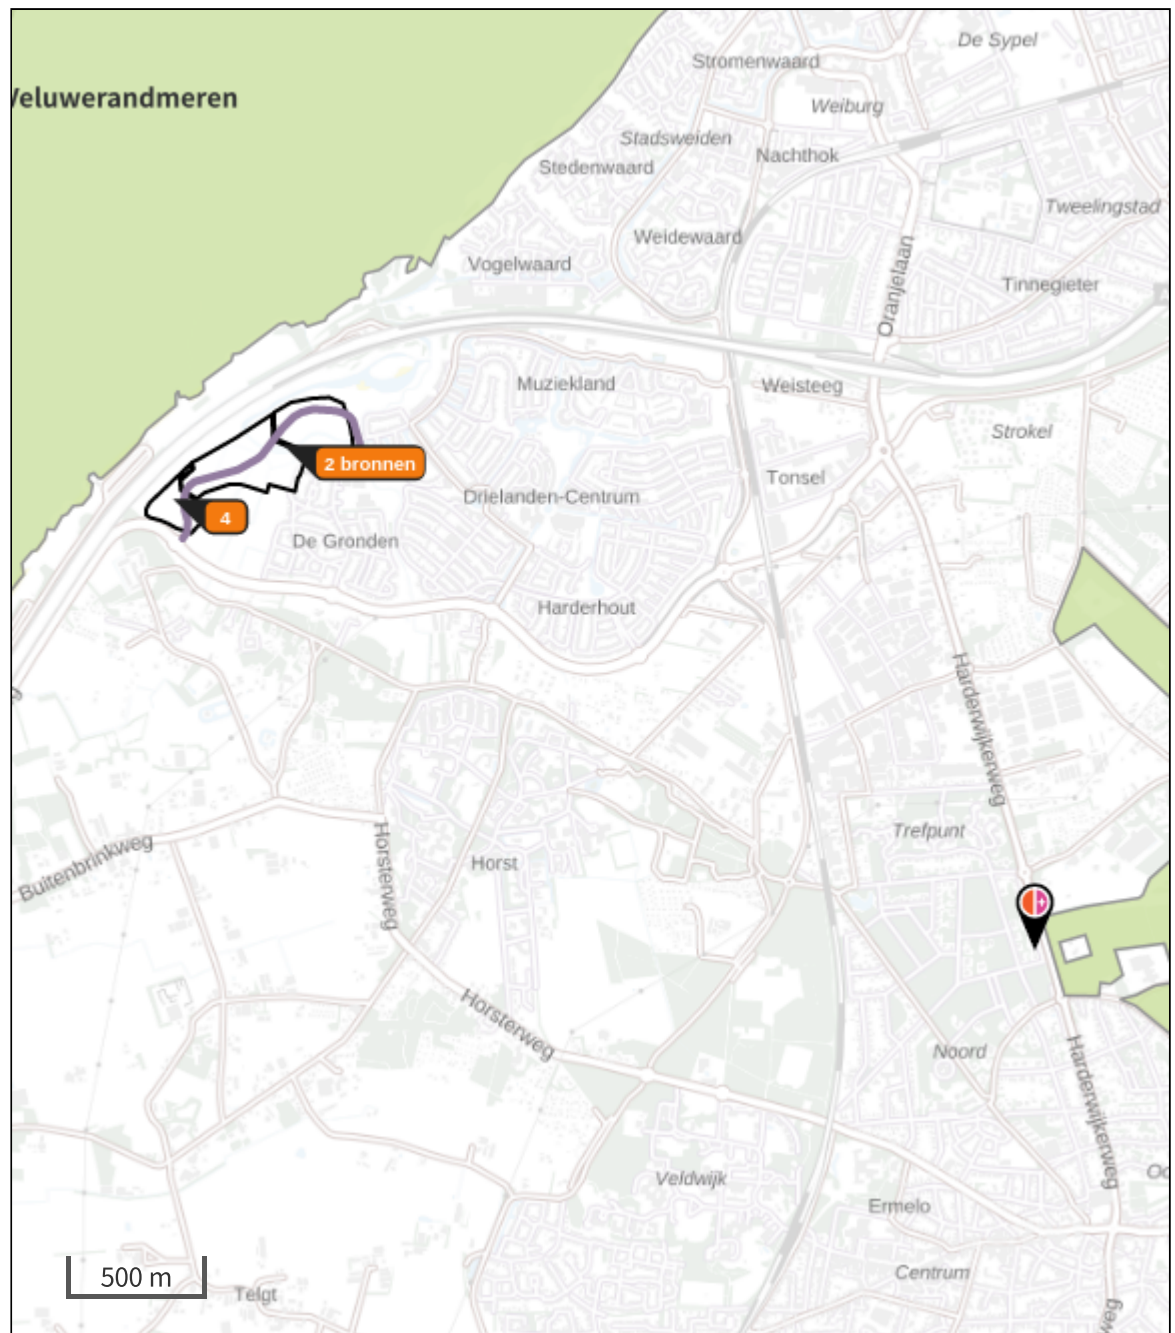 De Sypel
Stromenwaard
Veluwerandmeren
Weiburg
Stadsweiden
Nachthok
Stedenwaard
Tweelingstad
Weidewaard
Vogelwaard
Oranjelaan
Tinnegieter
Muziekland
Weisteeg
Strokel
2 bronnen
Tonsel
Drielanden-Centrum
4
De Gronden
Harderhout
Harderwijkerweg
Trefpunt
Buitenbrinkweg
Horsterweg
Horst
Horsterweg
Noord
Harderwijkerweg
Veldwijk
Ermelo
Centrum
500 m
Telgt
weg